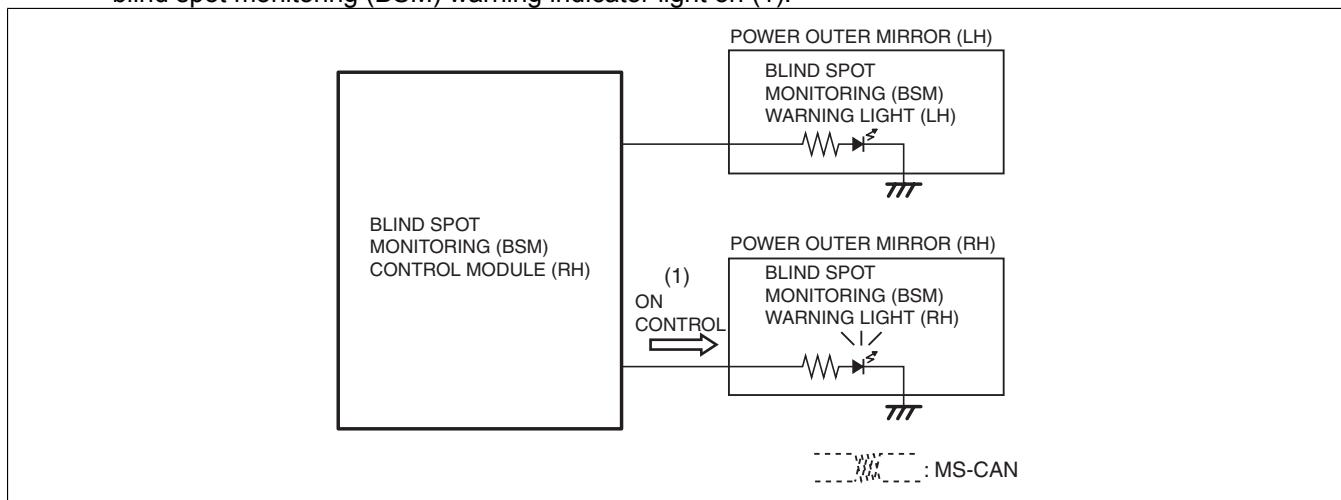 blind spot monitoring (BSM) warning indicator light on (1).
POWER OUTER MIRROR (LH)
BLIND SPOT
MONITORING (BSM)
WARNING LIGHT (LH)
BLIND SPOT
MONITORING (BSM)
CONTROL MODULE (RH)
(1)
ON
CONTROL
POWER OUTER MIRROR (RH)
BLIND SPOT
MONITORING (BSM)
WARNING LIGHT (RH)
: MS-CAN